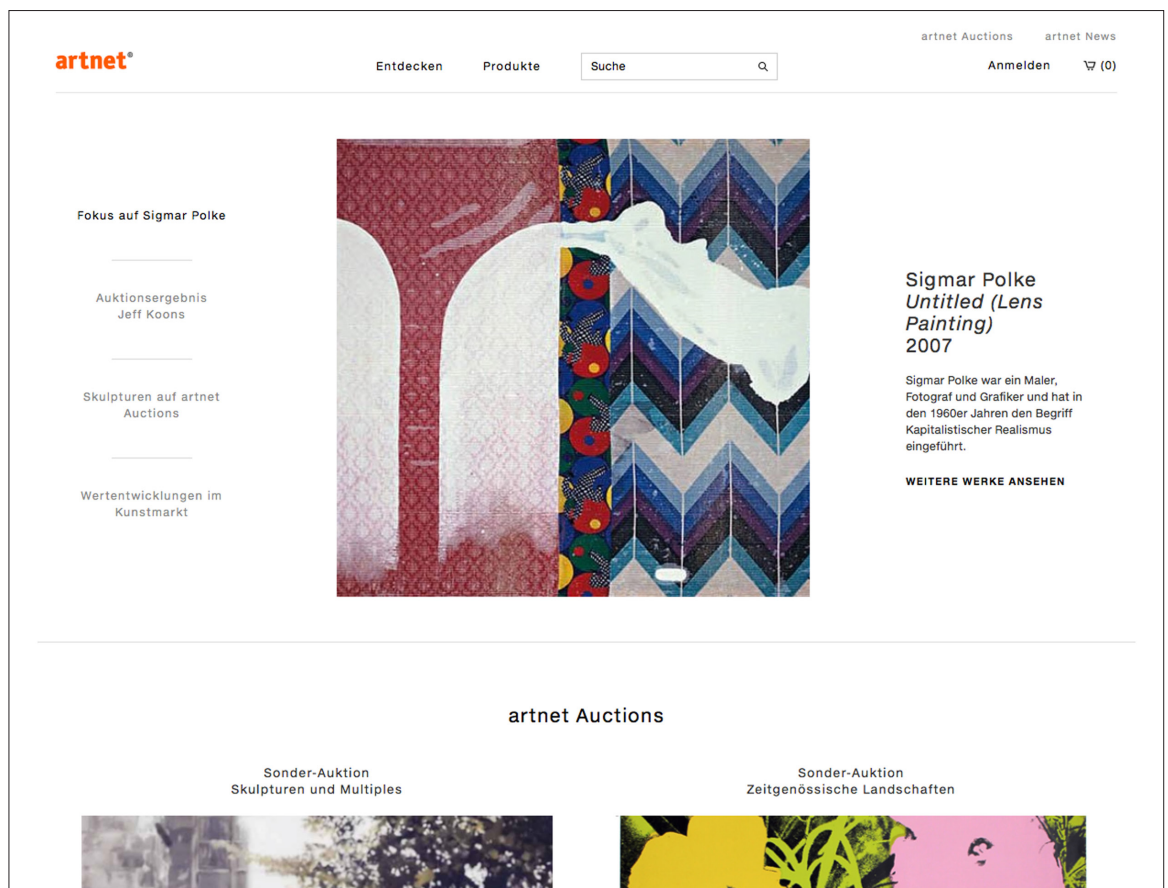 artnet Auctions artnet News
artnet®
Entdecken Produkte Suche Anmelden (0)
Fokus auf Sigmar Polke
Auktionsergebnis
Jeff Koons
Skulpturen auf artnet
Auctions
Wertentwicklungen im
Kunstmarkt
Sigmar Polke
Untitled (Lens
Painting)
2007
Sigmar Polke war ein Maler,
Fotograf und Grafiker und hat in
den 1960er Jahren den Begriff
Kapitalistischer Realismus
eingeführt.
WEITERE WERKE ANSEHEN
artnet Auctions
Sonder-Auktion
Skulpturen und Multiples
Sonder-Auktion
Zeitgenössische Landschaften